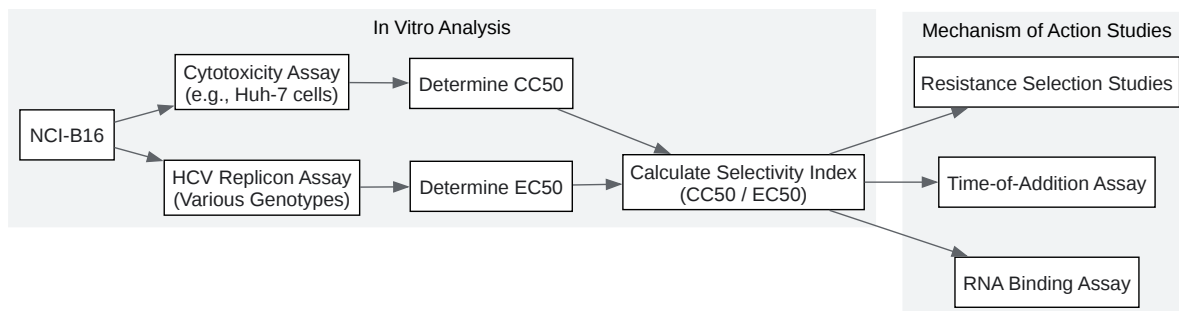 In Vitro Analysis
Mechanism of Action Studies
NCI-B16
Cytotoxicity Assay
(e.g., Huh-7 cells)
Determine CC50
HCV Replicon Assay
(Various Genotypes)
Determine EC50
Calculate Selectivity Index
(CC50 / EC50)
Resistance Selection Studies
Time-of-Addition Assay
RNA Binding Assay